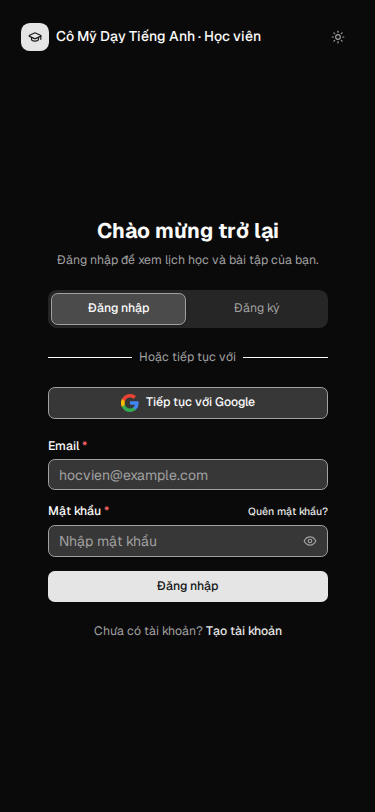 Cô Mỹ Dạy Tiếng Anh · Học viên
Chào mừng trở lại
Đăng nhập để xem lịch học và bài tập của bạn.
Đăng nhập
Đăng ký
Hoặc tiếp tục với
Tiếp tục với Google
Email *
hocvien@example.com
Mật khẩu *
Quên mật khẩu?
Nhập mật khẩu
Đăng nhập
Chưa có tài khoản? Tạo tài khoản